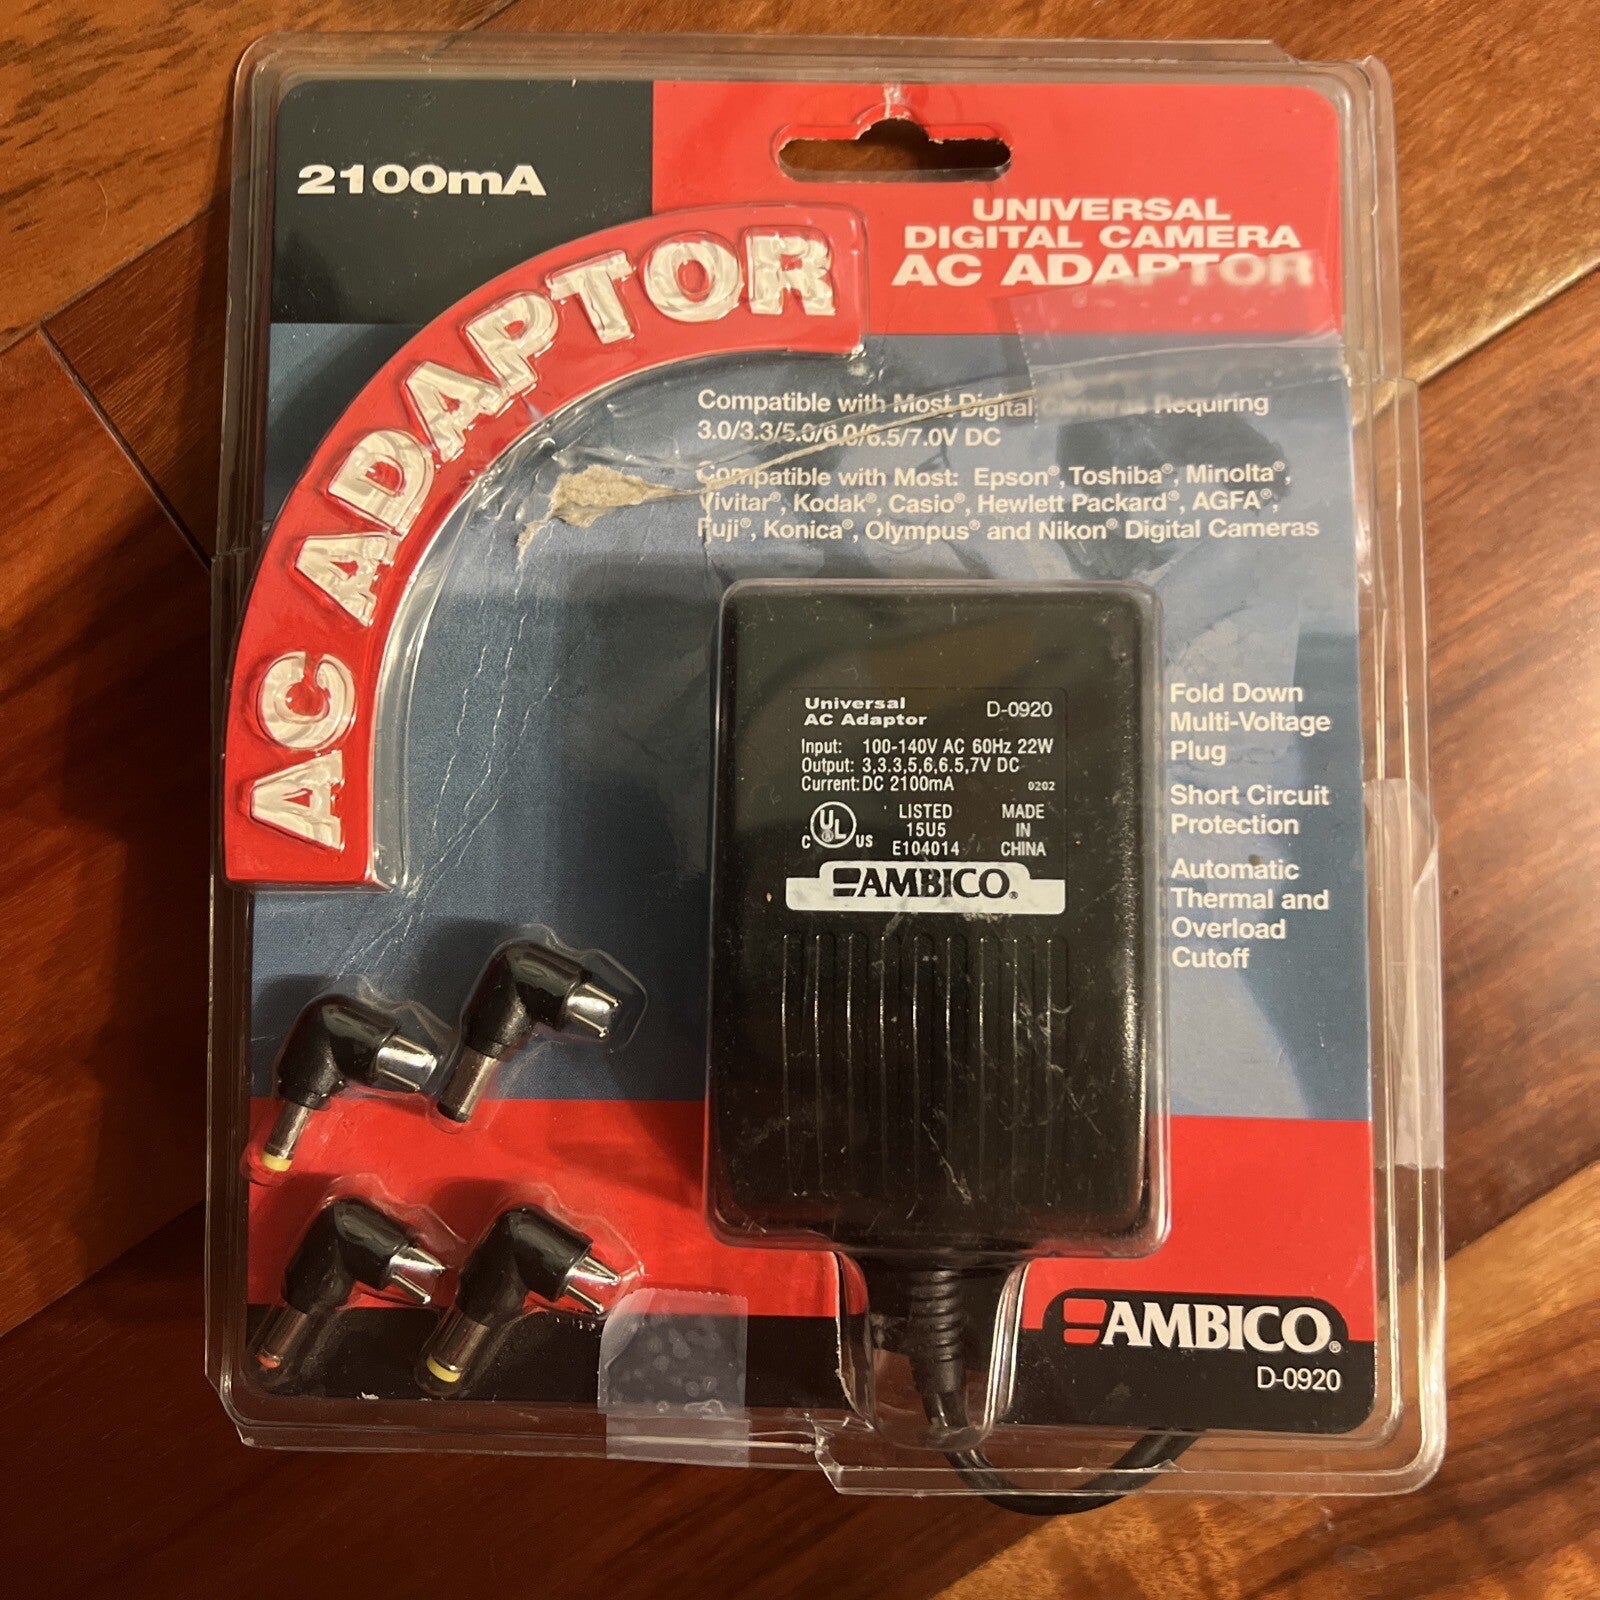 2100mA
AC ADAPTOR
UNIVERSAL
DIGITAL CAMERA
AC ADAPTOR
Compatible with Most Digital Cameras Requiring
3.0/3.3/5.0/6.0/6.5/7.0V DC
Compatible with Most: Epson®, Toshiba®, Minolta®,
Vivitar®, Kodak®, Casio®, Hewlett Packard®, AGFA®,
Fuji®, Konica®, Olympus® and Nikon® Digital Cameras
Universal
AC Adaptor
D-0920
Input: 100-140V AC 60Hz 22W
Output: 3,3.3,5,6,6.5,7V DC
Current: DC 2100mA
0202
C UL US
LISTED
15U5
E104014
MADE
IN
CHINA
AMBICO®
Fold Down
Multi-Voltage
Plug
Short Circuit
Protection
Automatic
Thermal and
Overload
Cutoff
AMBICO®
D-0920